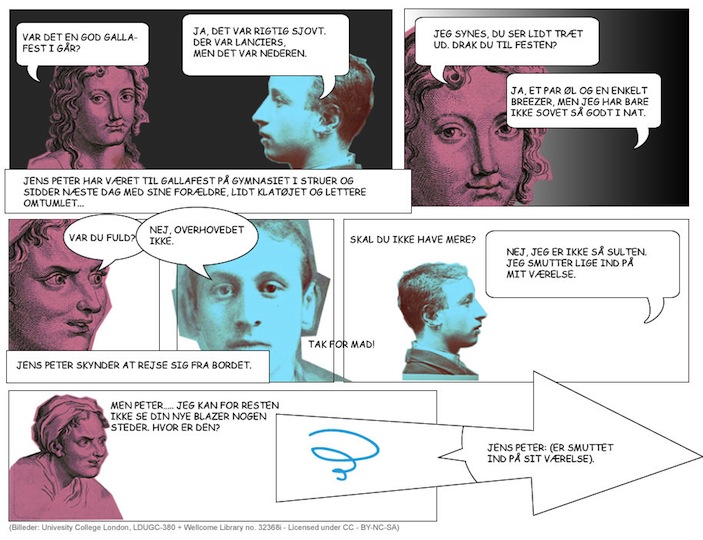 VAR DET EN GOD GALLA-
FEST I GÅR?
JA, DET VAR RIGTIG SJOVT.
DER VAR LANCIERS,
MEN DET VAR NEDEREN.
JENS PETER HAR VÆRET TIL GALLAFEST PÅ GYMNASIET I STRUER OG
SIDDER NÆSTE DAG MED SINE FORÆLDRE, LIDT KLATØJET OG LETTERE
OMTUMLET...
JEG SYNES, DU SER LIDT TRÆT
UD. DRAK DU TIL FESTEN?
JA, ET PAR ØL OG EN ENKELT
BREEZER, MEN JEG HAR BARE
IKKE SOVET SÅ GODT I NAT.
VAR DU FULD?
NEJ, OVERHOVEDET
IKKE.
JENS PETER SKYNDER AT REJSE SIG FRA BORDET.
SKAL DU IKKE HAVE MERE?
NEJ, JEG ER IKKE SÅ SULTEN.
JEG SMUTTER LIGE IND PÅ
MIT VÆRELSE.
TAK FOR MAD!
MEN PETER..... JEG KAN FOR RESTEN
IKKE SE DIN NYE BLAZER NOGEN
STEDER. HVOR ER DEN?
JENS PETER: (ER SMUTTET
IND PÅ SIT VÆRELSE).
(Billeder: Univesity College London, LDUGC-380 + Wellcome Library no. 32368i - Licensed under CC - BY-NC-SA)